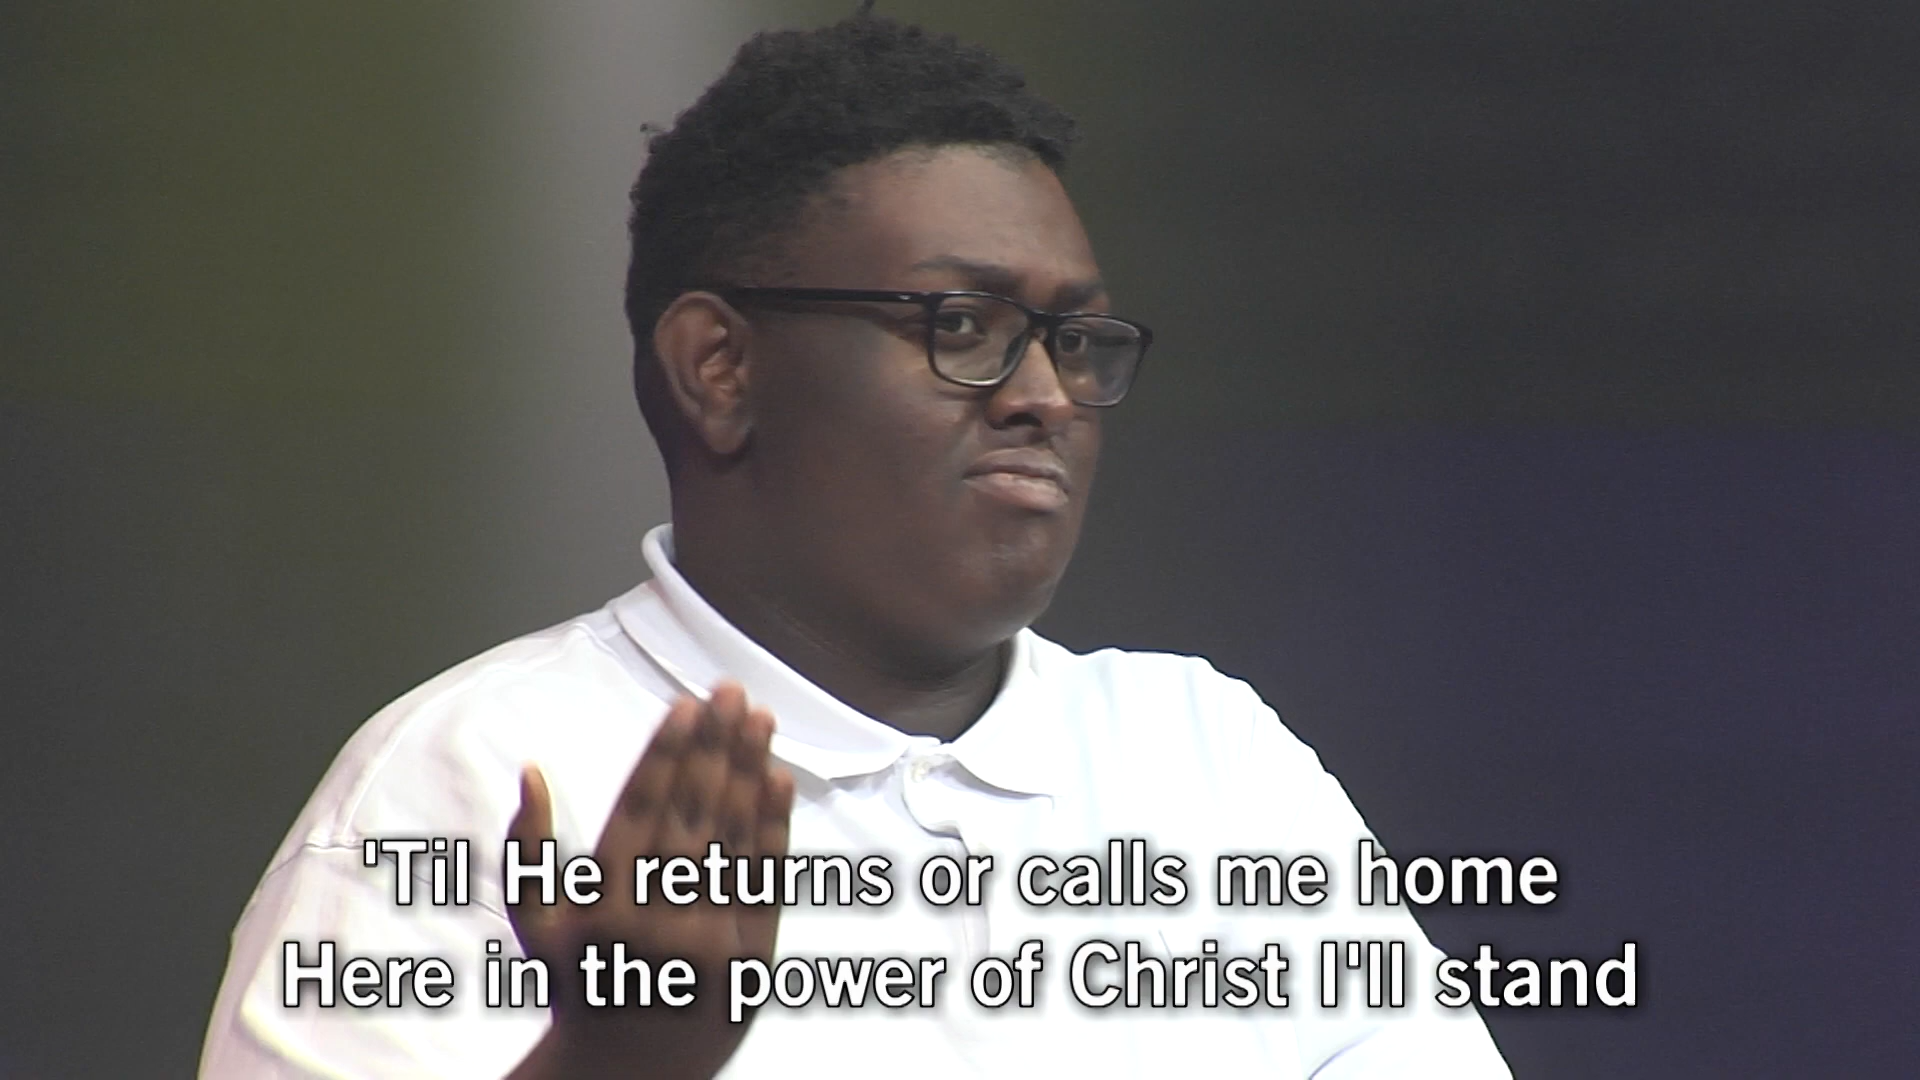 'Til He returns or calls me home
Here in the power of Christ I'll stand